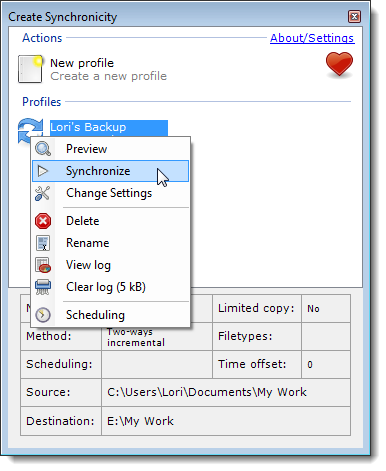 Create Synchronicity
Actions
About/Settings
New profile
Create a new profile
Profiles
Lori's Backup
Preview
Synchronize
Change Settings
Delete
Rename
View log
Clear log (5 kB)
Scheduling
Limited copy: No
Method: Two-ways
incremental
Filetypes:
Scheduling:
Time offset: 0
Source: C:\Users\Lori\Documents\My Work
Destination: E:\My Work